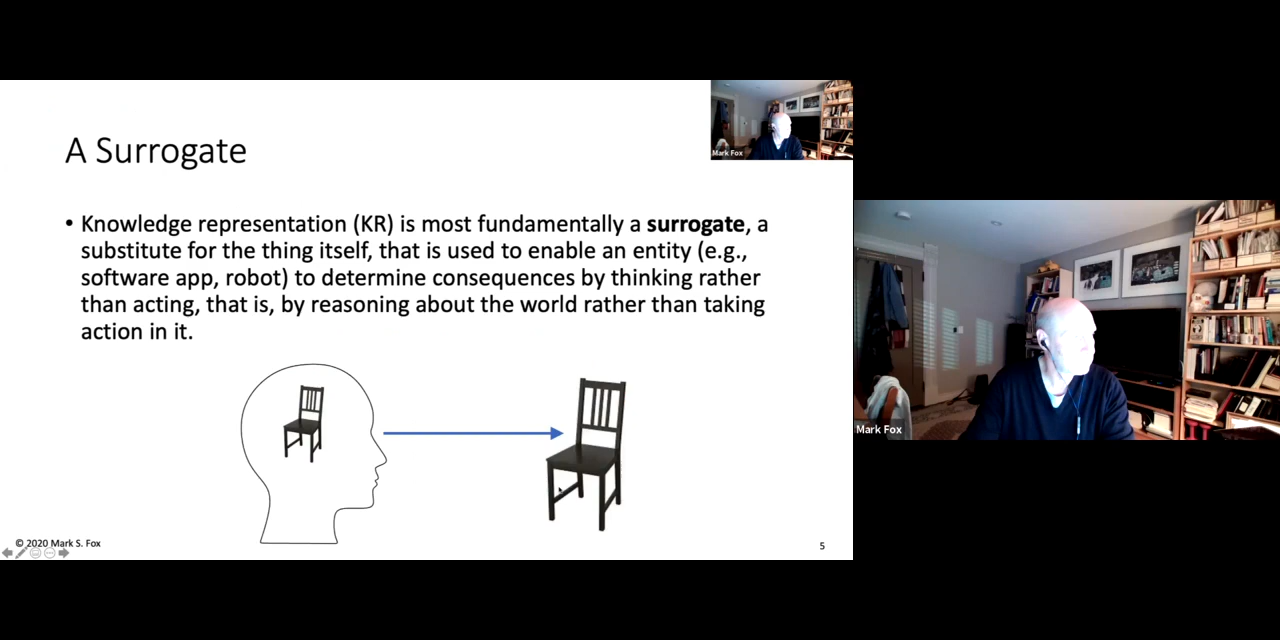 A Surrogate
• Knowledge representation (KR) is most fundamentally a surrogate, a
substitute for the thing itself, that is used to enable an entity (e.g.,
software app, robot) to determine consequences by thinking rather
than acting, that is, by reasoning about the world rather than taking
action in it.
© 2020 Mark S. Fox
5
Mark Fox
Mark Fox